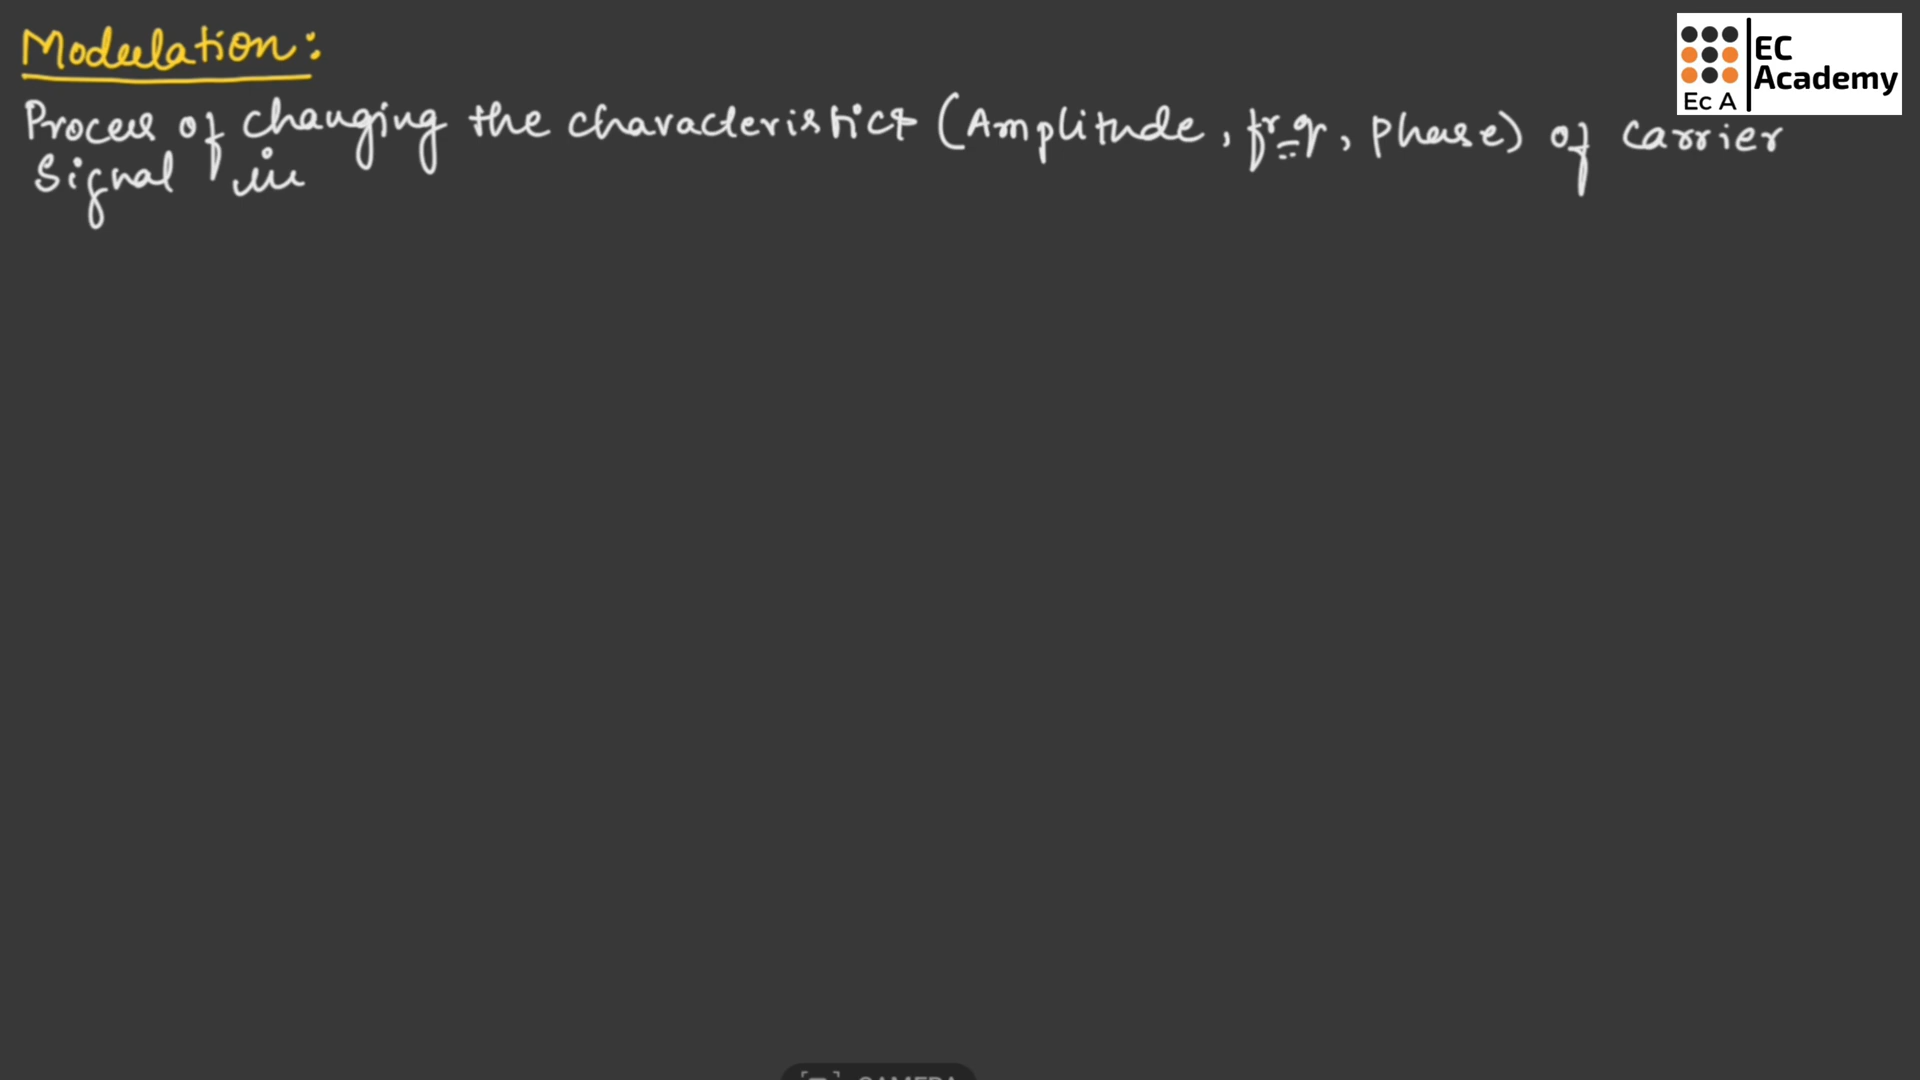 Modulation:
EC
Academy
Ec A
Process of changing the characteristics (Amplitude, frq, phase) of carrier
Signal in